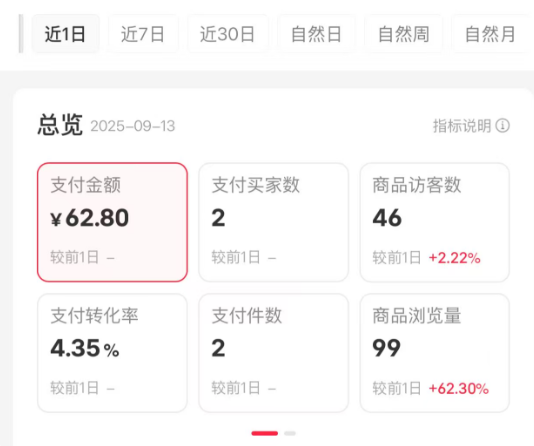 近1日 近7日 近30日 自然日 自然周 自然月
总览 2025-09-13 指标说明
支付金额 支付买家数 商品访客数
¥62.80 2 46
较前1日 - 较前1日 - 较前1日 +2.22%
支付转化率 支付件数 商品浏览量
4.35% 2 99
较前1日 - 较前1日 - 较前1日 +62.30%